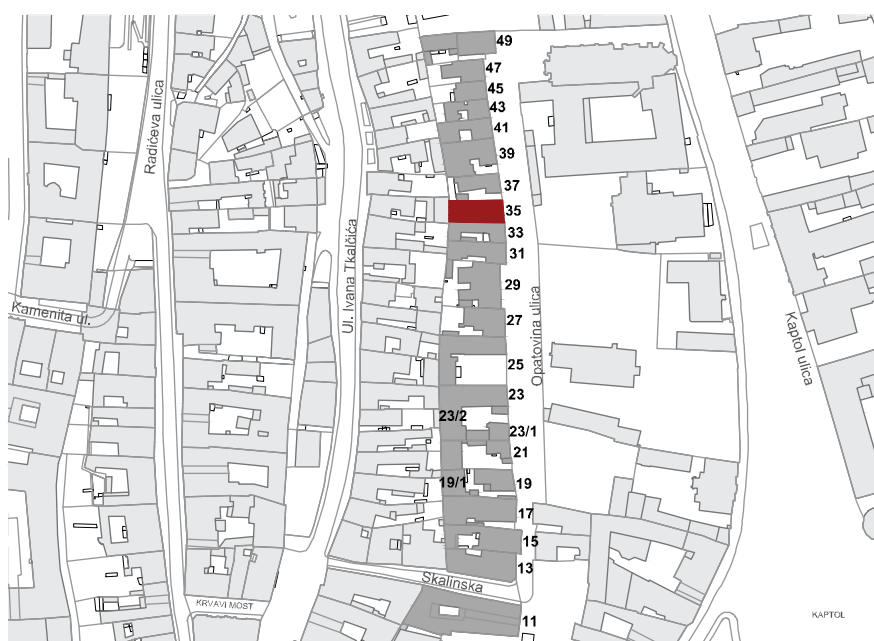 49
47
45
43
41
39
37
35
33
31
29
27
25
23
23/2
23/1
21
19/1
19
17
15
13
11
Radićeva ulica
Ul. Ivana Tkalčića
Opatovina ulica
Kaptol ulica
Kamenita ul.
Skalinska
KRVAVI MOST
KAPTOL